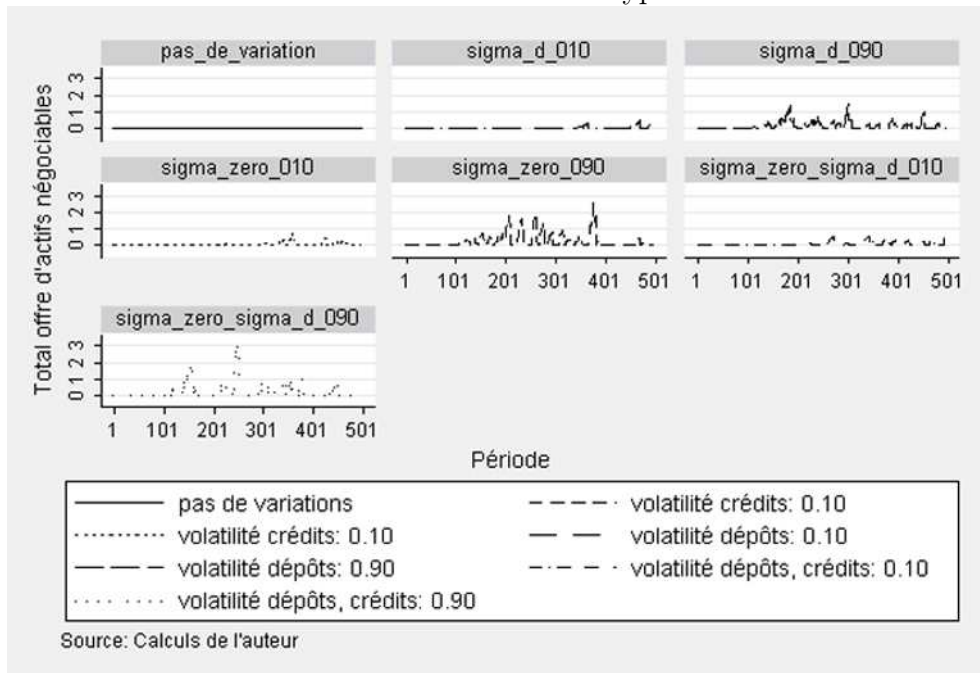 pas_de_variation
sigma_d_010
sigma_d_090
sigma_zero_010
sigma_zero_090
sigma_zero_sigma_d_010
sigma_zero_sigma_d_090
Total offre d'actifs négociables
0 1 2 3
0 1 2 3
0 1 2 3
1 101 201 301 401 501
1 101 201 301 401 501
1 101 201 301 401 501
Période
pas de variations
volatilité crédits: 0.10
volatilité crédits: 0.10
volatilité dépôts: 0.10
volatilité dépôts: 0.90
volatilité dépôts, crédits: 0.10
volatilité dépôts, crédits: 0.90
Source: Calculs de l'auteur